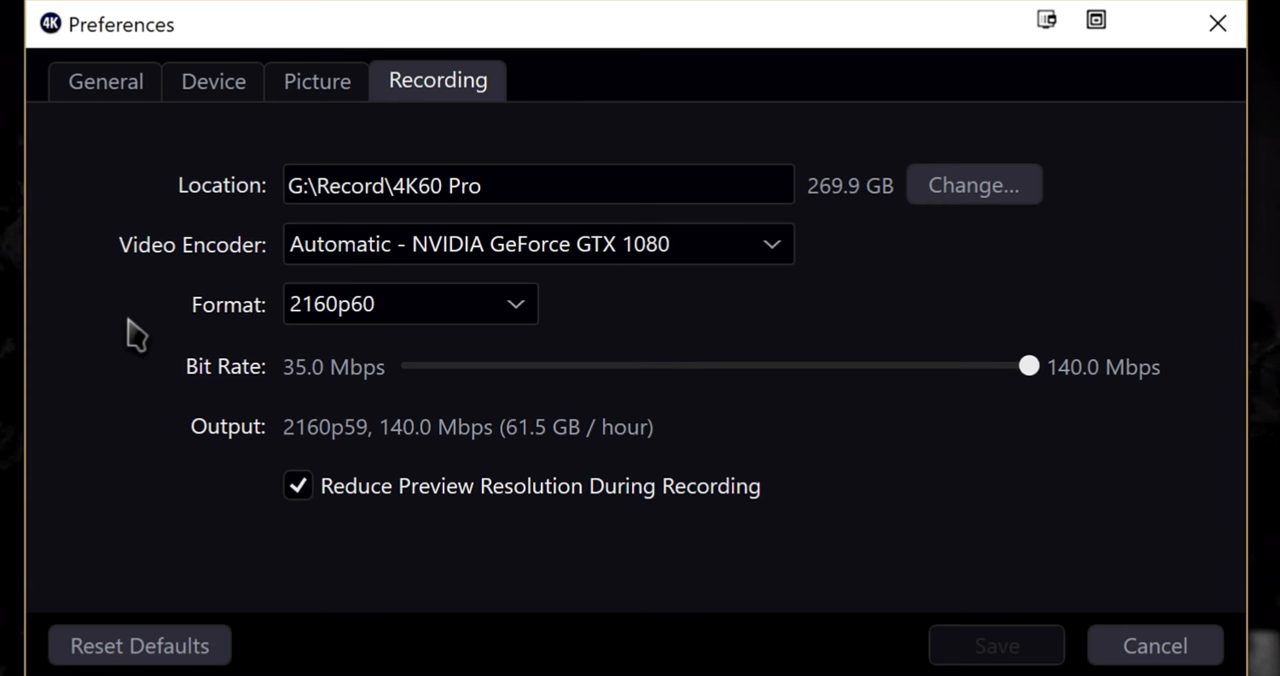 4K Preferences
General Device Picture Recording
Location: G:\Record\4K60 Pro 269.9 GB Change...
Video Encoder: Automatic - NVIDIA GeForce GTX 1080
Format: 2160p60
Bit Rate: 35.0 Mbps 140.0 Mbps
Output: 2160p59, 140.0 Mbps (61.5 GB / hour)
Reduce Preview Resolution During Recording
Reset Defaults Save Cancel